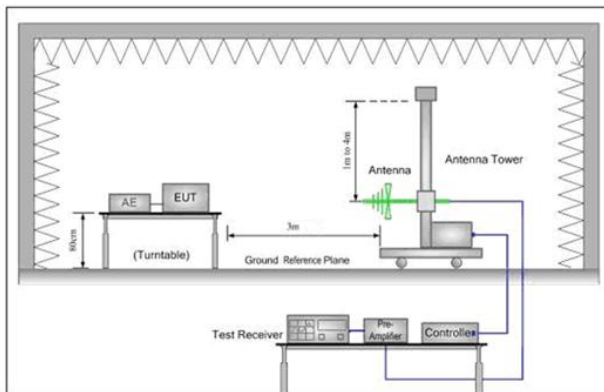 1m to 4m
Antenna
Antenna Tower
AE
EUT
80cm
(Turntable)
3m
Ground Reference Plane
Test Receiver
Pre-
Amplifier
Controller